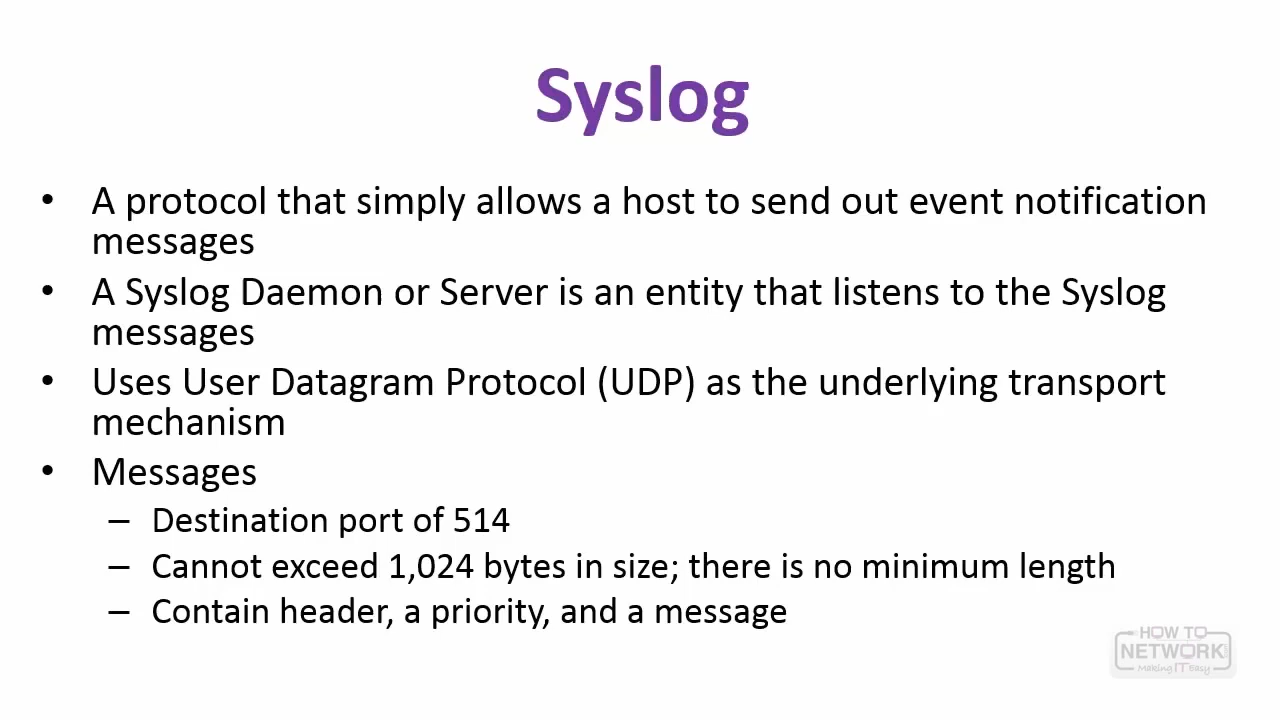 Syslog
• A protocol that simply allows a host to send out event notification
messages
• A Syslog Daemon or Server is an entity that listens to the Syslog
messages
• Uses User Datagram Protocol (UDP) as the underlying transport
mechanism
• Messages
– Destination port of 514
– Cannot exceed 1,024 bytes in size; there is no minimum length
– Contain header, a priority, and a message
HOW TO
NETWORK
Making IT Easy